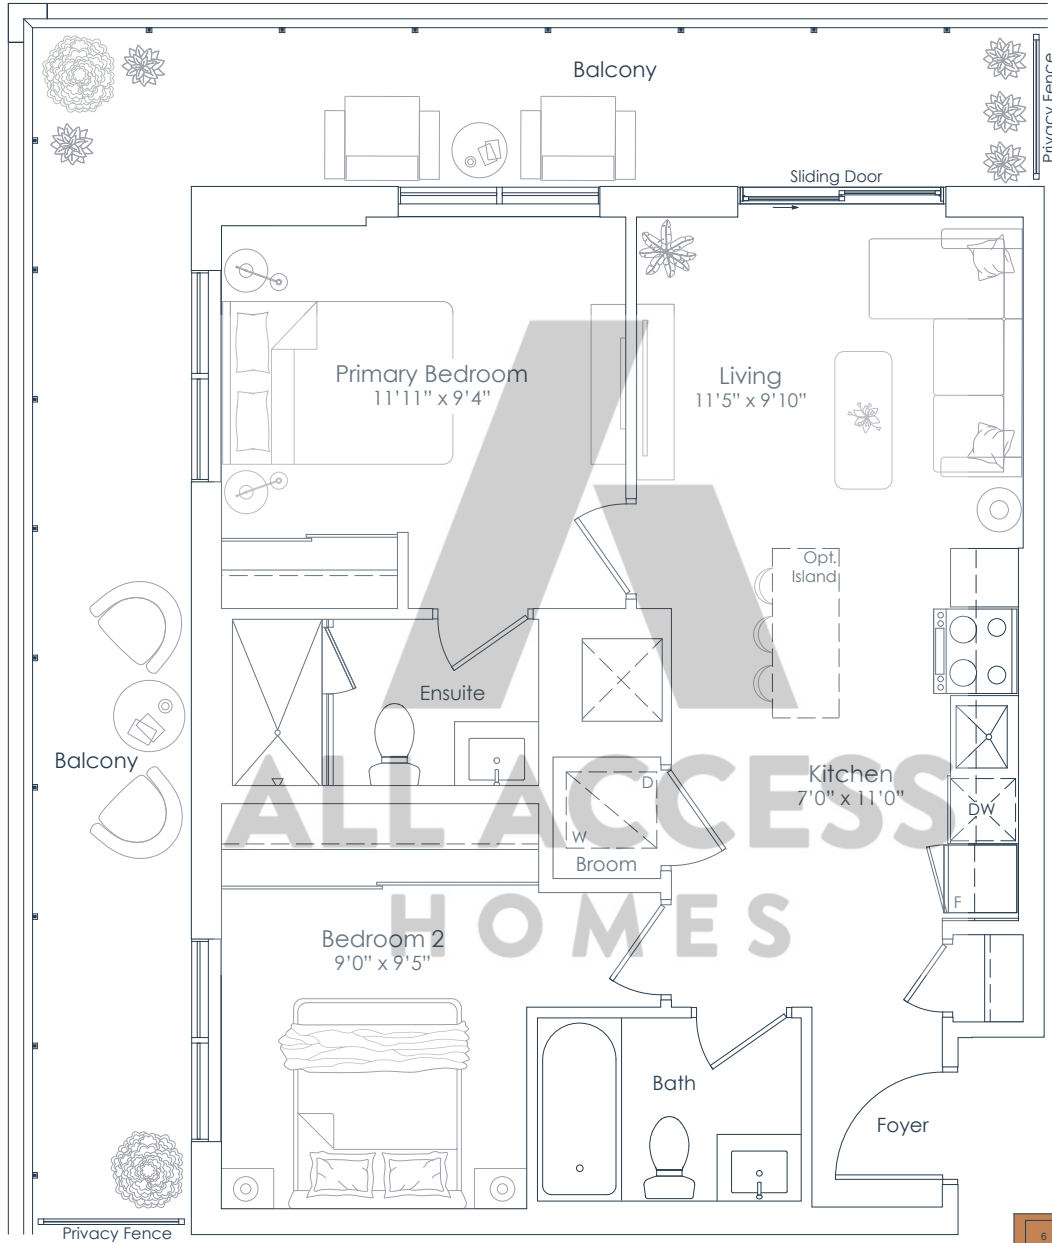 Balcony
Privacy Fence
Sliding Door
Primary Bedroom
11'11” x 9'4”
Living
11'5” x 9'10”
Opt.
Island
Ensuite
Balcony
Kitchen
7'0” x 11'0”
D
DW
W
ALL ACCESS
Broom
F
HOMES
Bedroom 2
9'0” x 9'5”
Bath
Foyer
Privacy Fence
6